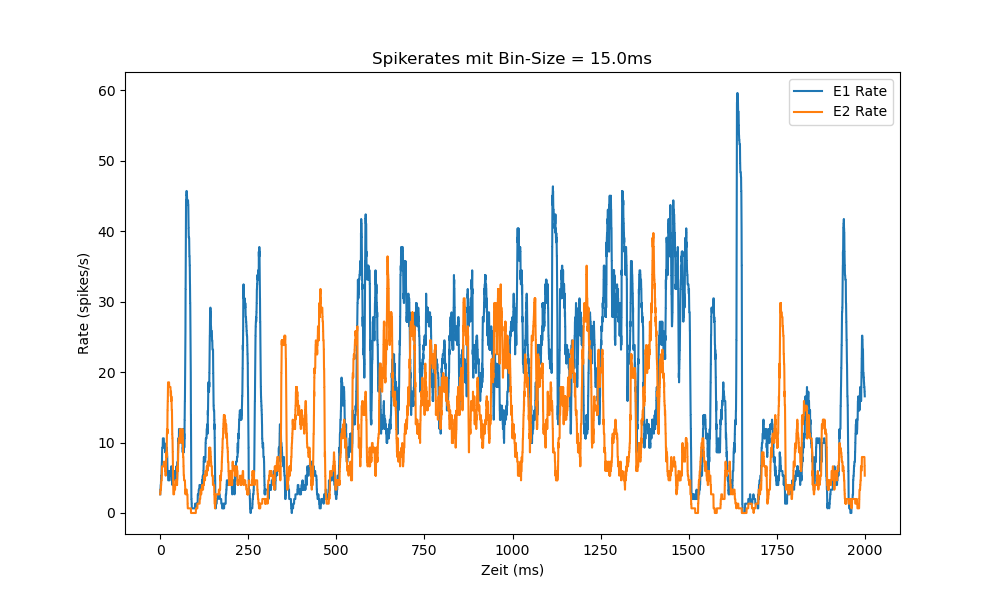 Spikerates mit Bin-Size = 15.0ms
E1 Rate
E2 Rate
Rate (spikes/s)
60
50
40
30
20
10
0
0 250 500 750 1000 1250 1500 1750 2000
Zeit (ms)